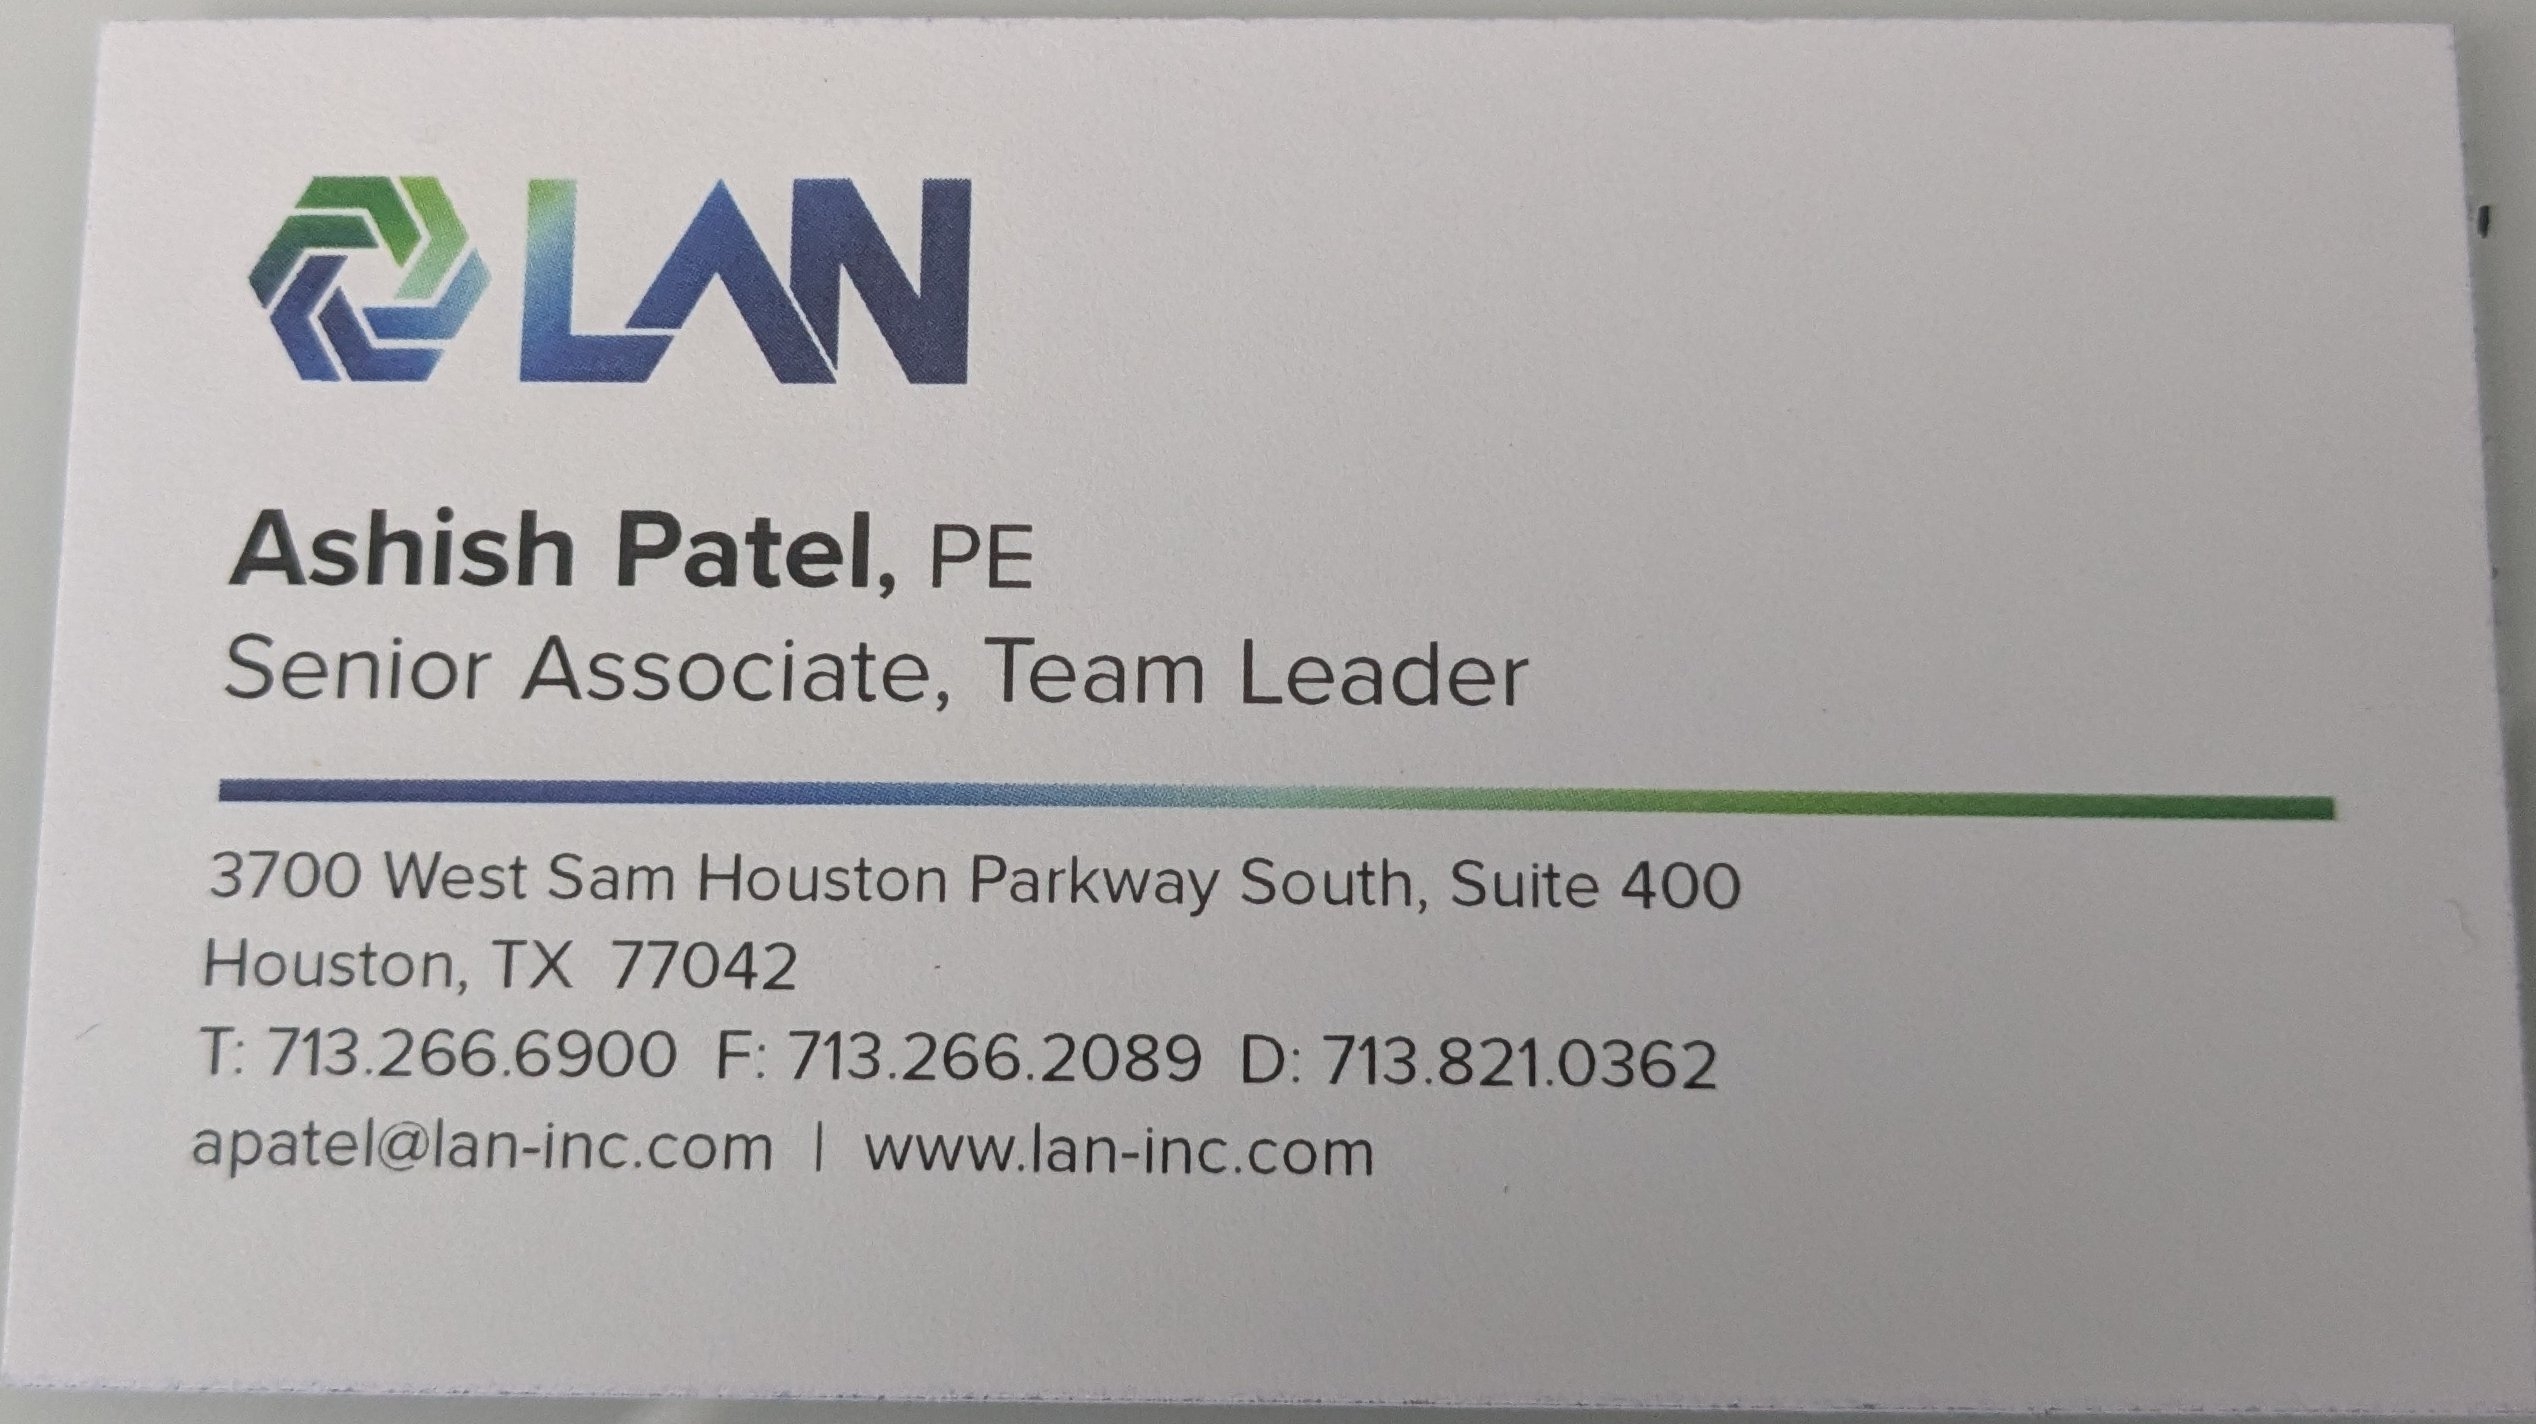 LAN
Ashish Patel, PE
Senior Associate, Team Leader
3700 West Sam Houston Parkway South, Suite 400
Houston, TX 77042
T: 713.266.6900 F: 713.266.2089 D: 713.821.0362
apatel@lan-inc.com | www.lan-inc.com